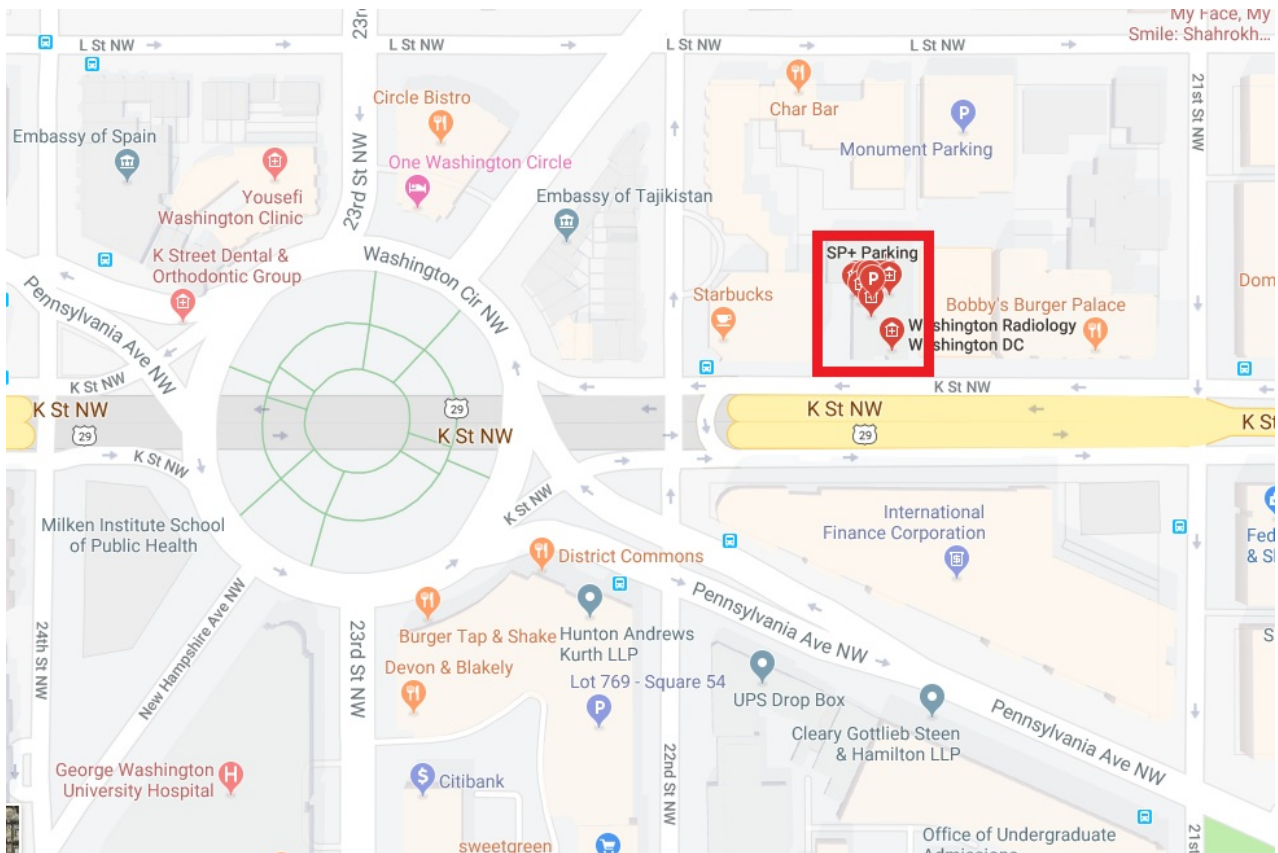 My Face, My
Smile: Shahrokh...
L St NW
23rd
L St NW
L St NW
L St NW
21st St NW
Circle Bistro
Char Bar
Embassy of Spain
Monument Parking
One Washington Circle
23rd St NW
Yousefi
Washington Clinic
Embassy of Tajikistan
K Street Dental &
Orthodontic Group
Washington Cir NW
SP+ Parking
P
Pennsylvania Ave NW
Starbucks
Bobby's Burger Palace
Dom
Washington Radiology
Washington DC
K St NW
K St NW
K St NW
29
29
K St NW
K St NW
29
K St
K St NW
K St NW
Milken Institute School
of Public Health
International
Finance Corporation
Fed
& S
District Commons
Pennsylvania Ave NW
New Hampshire Ave NW
24th St NW
23rd St NW
Burger Tap & Shake
Hunton Andrews
Kurth LLP
Devon & Blakely
Lot 769 - Square 54
P
UPS Drop Box
Cleary Gottlieb Steen
& Hamilton LLP
Pennsylvania Ave NW
22nd St NW
George Washington
University Hospital
H
$
Citibank
sweetgreen
Office of Undergraduate
21st